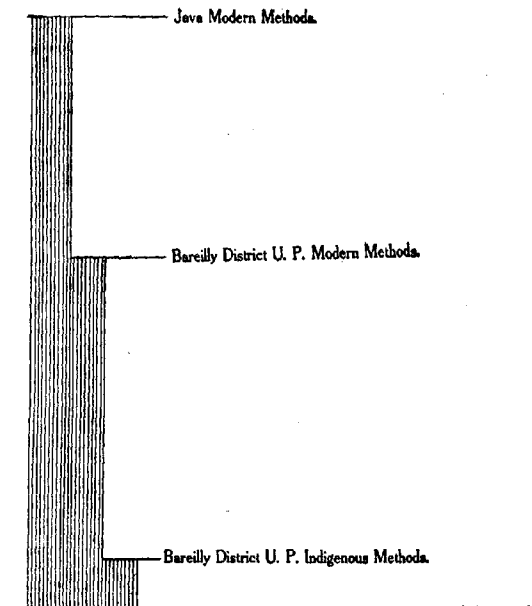 Java Modern Methods.
Bareilly District U. P. Modern Methods.
Bareilly District U. P. Indigenous Methods.